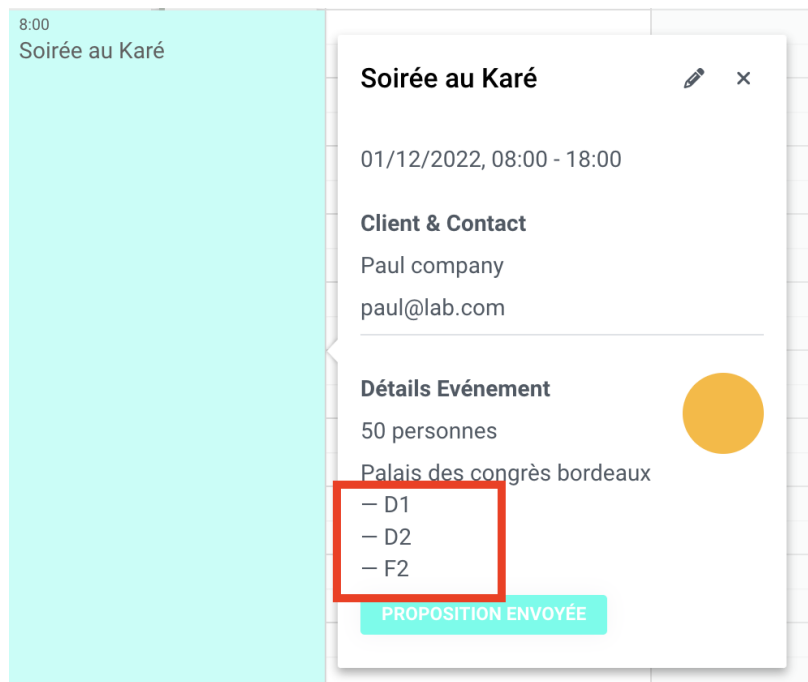 8:00
Soirée au Karé
Soirée au Karé
01/12/2022, 08:00 - 18:00
Client & Contact
Paul company
paul@lab.com
Détails Evénement
50 personnes
Palais des congrès bordeaux
— D1
— D2
— F2
PROPOSITION ENVOYÉE